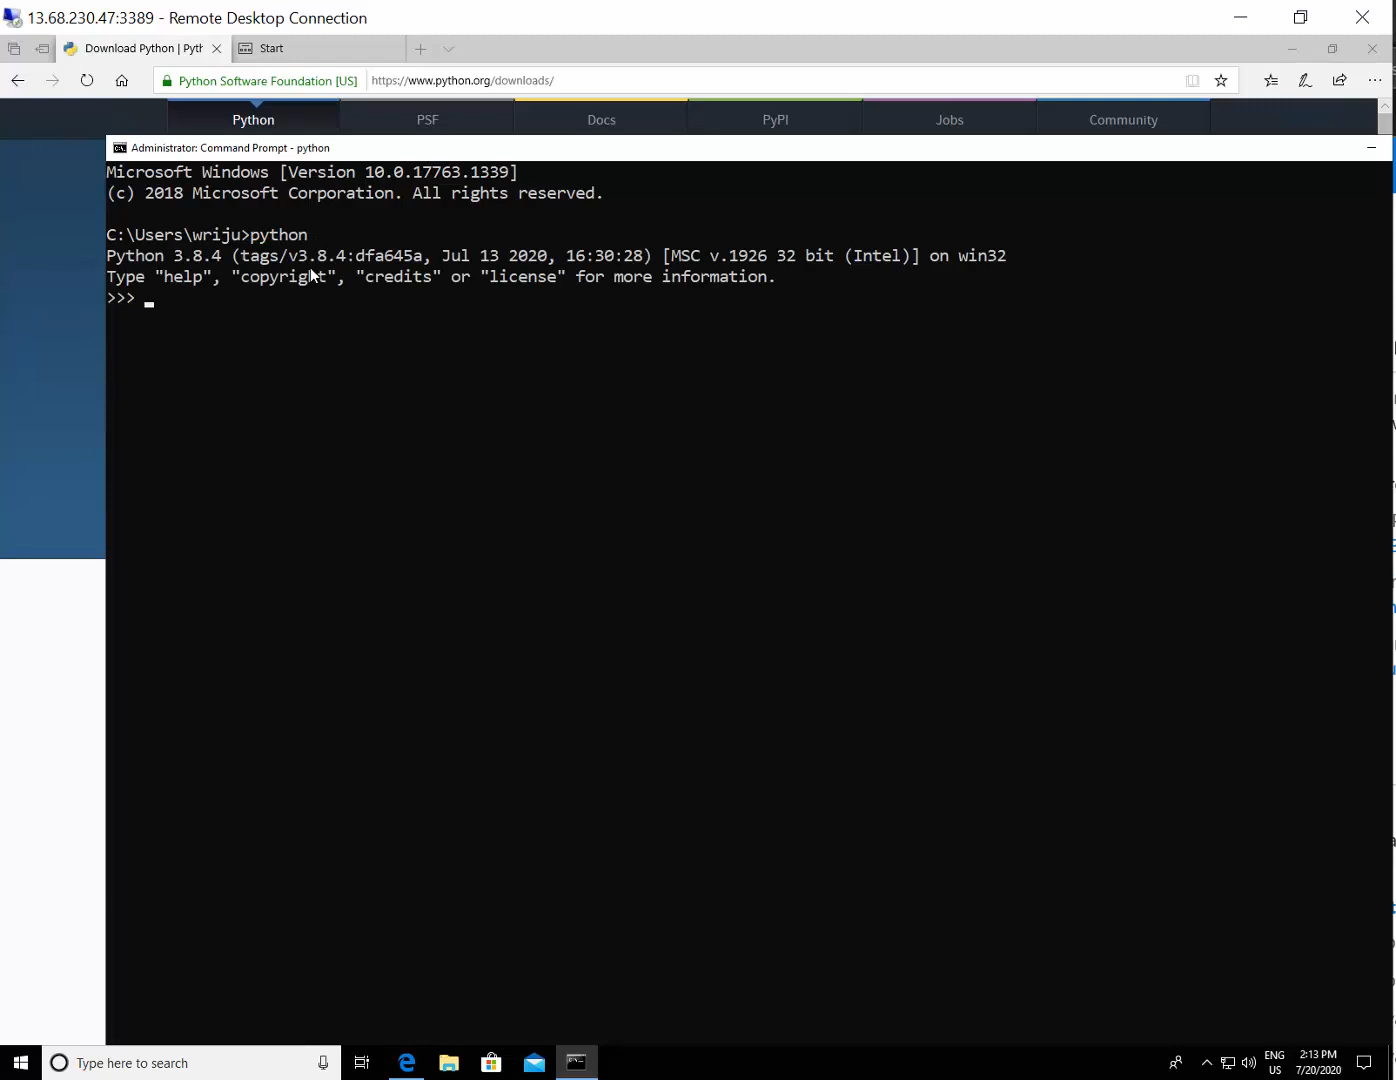 13.68.230.47:3389 - Remote Desktop Connection
Download Python | Pyth
Start
Python Software Foundation [US]
https://www.python.org/downloads/
Python
PSF
Docs
PyPI
Jobs
Community
Administrator: Command Prompt - python
Microsoft Windows [Version 10.0.17763.1339]
(c) 2018 Microsoft Corporation. All rights reserved.
C:\Users\wriju>python
Python 3.8.4 (tags/v3.8.4:dfa645a, Jul 13 2020, 16:30:28) [MSC v.1926 32 bit (Intel)] on win32
Type "help", "copyright", "credits" or "license" for more information.
>>>
Type here to search
ENG
US
2:13 PM
7/20/2020